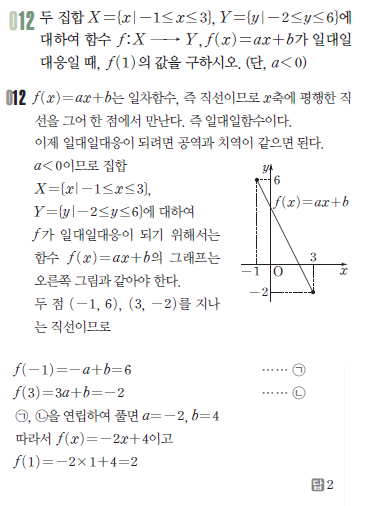 012 두 집합 X={x|-1≤x≤3}, Y={y|-2≤y≤6}에
대하여 함수 f:X ⟶ Y, f(x)=ax+b가 일대일
대응일 때, f(1)의 값을 구하시오. (단, a<0)
012 f(x)=ax+b는 일차함수, 즉 직선이므로 x축에 평행한 직
선을 그어 한 점에서 만난다. 즉 일대일함수이다.
이제 일대일대응이 되려면 공역과 치역이 같으면 된다.
a<0이므로 집합
X={x|-1≤x≤3},
Y={y|-2≤y≤6}에 대하여
f가 일대일대응이 되기 위해서는
함수 f(x)=ax+b의 그래프는
오른쪽 그림과 같아야 한다.
두 점 (-1, 6), (3, -2)를 지나
는 직선이므로
y
6
f(x)=ax+b
3
-1 O x
-2
f(-1)=-a+b=6 …… ㉠
f(3)=3a+b=-2 …… ㉡
㉠, ㉡을 연립하여 풀면 a=-2, b=4
따라서 f(x)=-2x+4이고
f(1)=-2×1+4=2
답 2